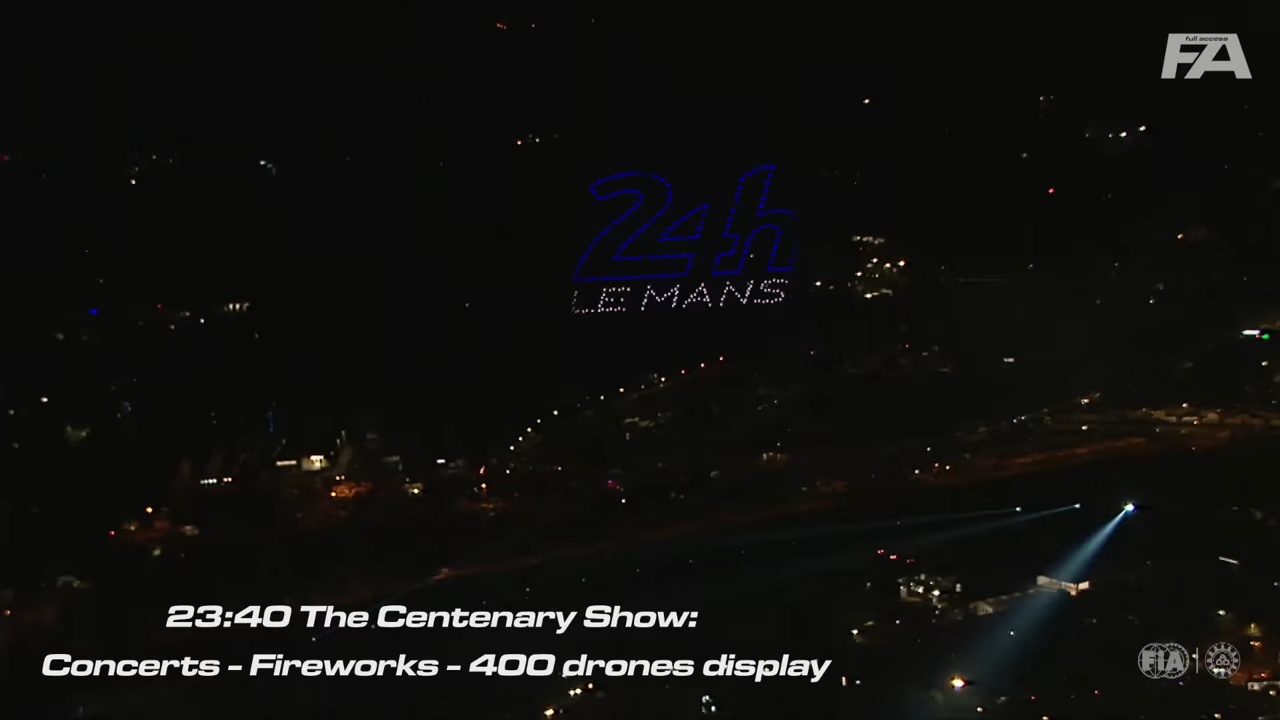 full access
FA
24h
LE MANS
23:40 The Centenary Show:
Concerts - Fireworks - 400 drones display
FIA